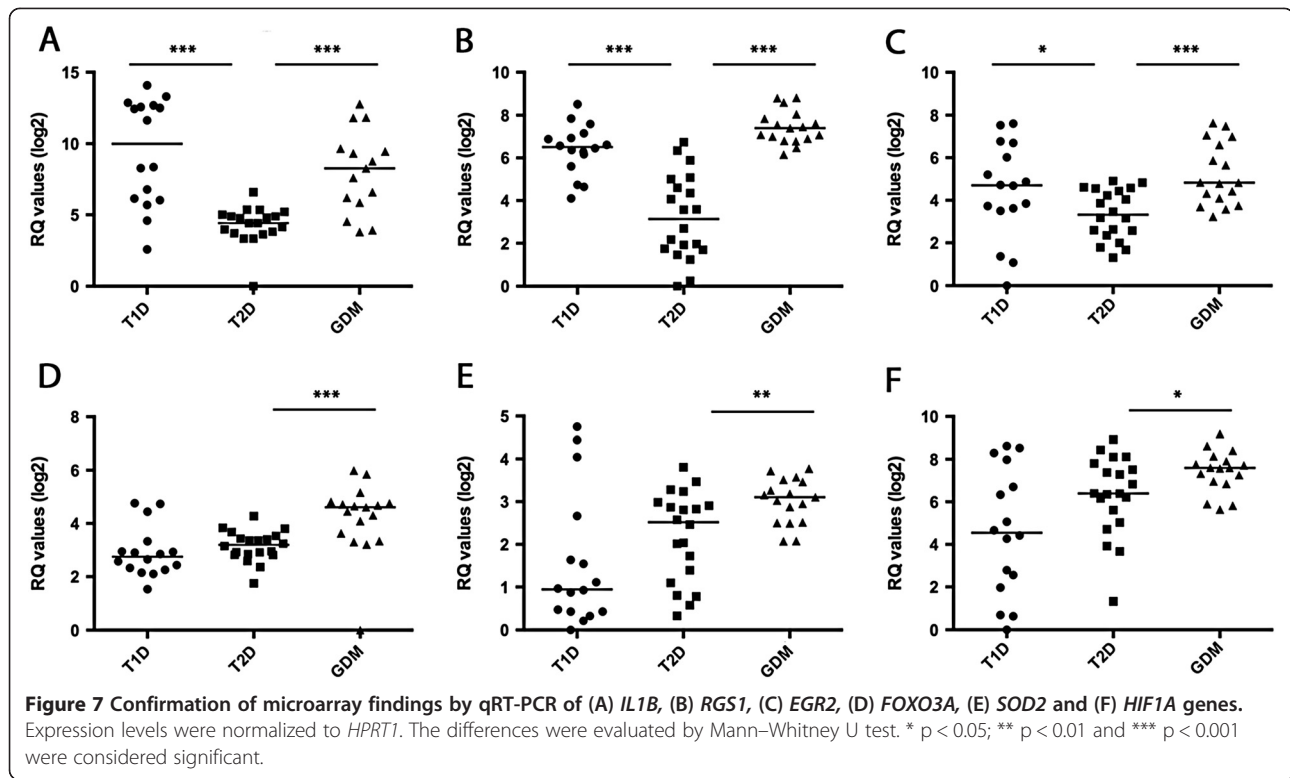 A
***
***
RQ values (log2)
15
10
5
0
T1D
T2D
GDM
B
***
***
RQ values (log2)
10
8
6
4
2
0
T1D
T2D
GDM
C
*
***
RQ values (log2)
10
8
6
4
2
0
T1D
T2D
GDM
D
***
RQ values (log2)
8
6
4
2
0
T1D
T2D
GDM
E
**
RQ values (log2)
5
4
3
2
1
0
T1D
T2D
GDM
F
*
RQ values (log2)
10
8
6
4
2
0
T1D
T2D
GDM
Figure 7 Confirmation of microarray findings by qRT-PCR of (A) IL1B, (B) RGS1, (C) EGR2, (D) FOXO3A, (E) SOD2 and (F) HIF1A genes.
Expression levels were normalized to HPRT1. The differences were evaluated by Mann–Whitney U test. * p < 0.05; ** p < 0.01 and *** p < 0.001
were considered significant.